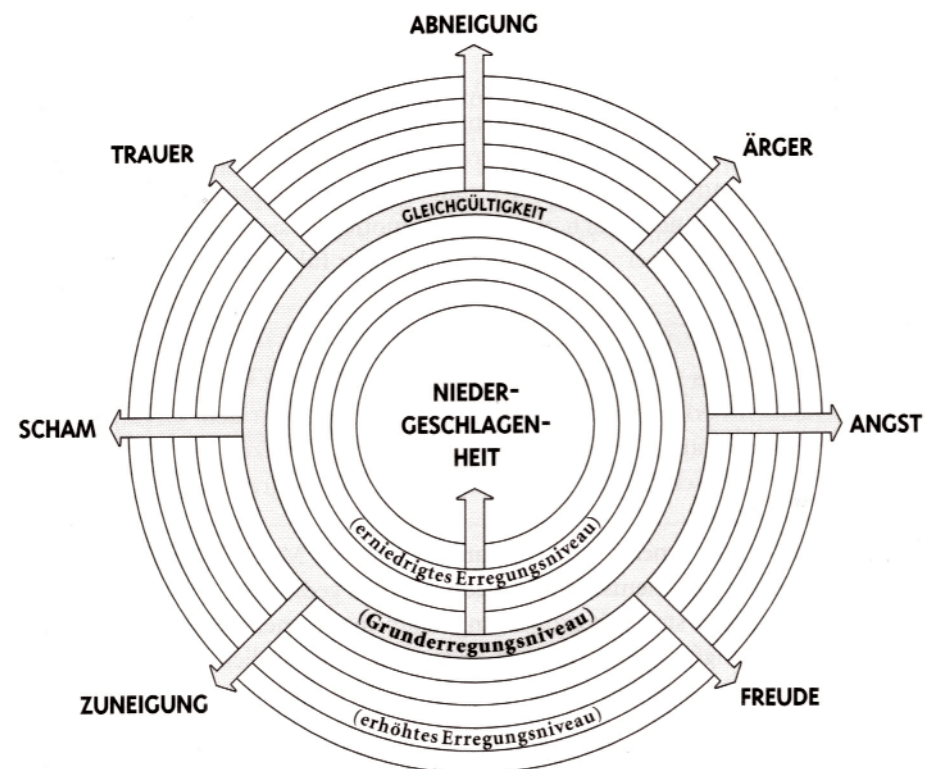 ABNEIGUNG
TRAUER
ÄRGER
GLEICHGÜLTIGKEIT
SCHAM
NIEDER-
GESCHLAGEN-
HEIT
ANGST
(erniedrigtes Erregungsniveau)
(Grunderregungsniveau)
ZUNEIGUNG
FREUDE
(erhöhtes Erregungsniveau)